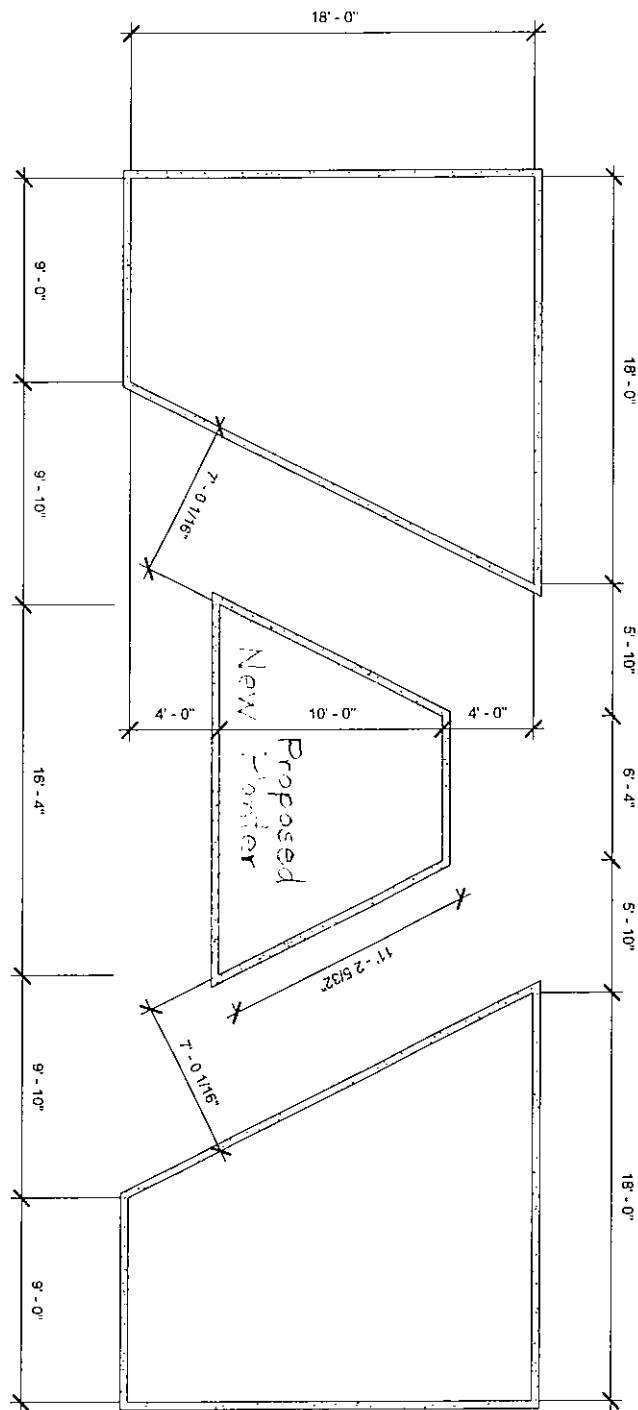 18' - 0"
9' - 0"
9' - 10"
16' - 4"
9' - 10"
9' - 0"
18' - 0"
5' - 10"
6' - 4"
5' - 10"
18' - 0"
7' - 0 1/16"
4' - 0"
10' - 0"
4' - 0"
Proposed
New Planter
11' - 2 5/32"
7' - 0 1/16"